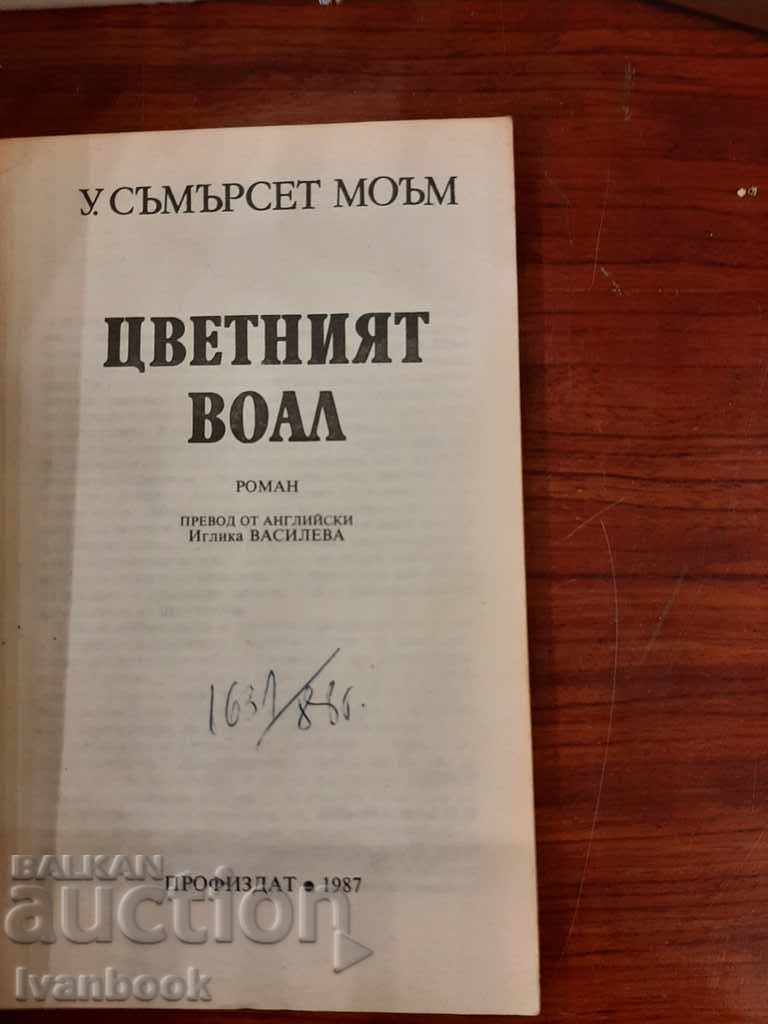 У. СЪМЪРСЕТ МОЪМ
ЦВЕТНИЯТ
ВОАЛ
РОМАН
ПРЕВОД ОТ АНГЛИЙСКИ
Иглика ВАСИЛЕВА
ПРОФИЗДАТ • 1987
BALKAN
auction
Ivanbook